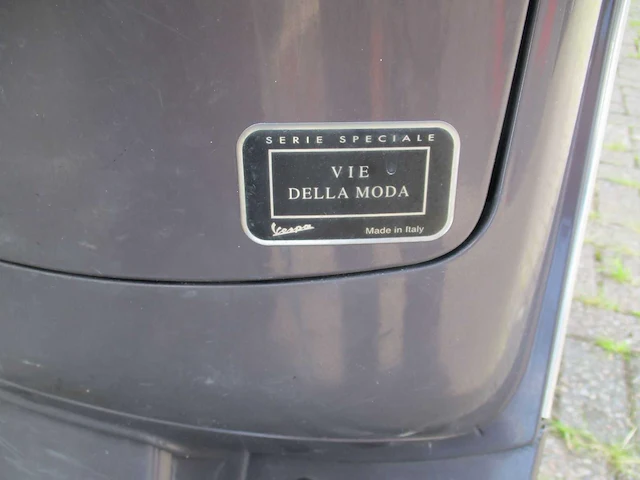 SERIE SPECIALE
VIE
DELLA MODA
Vespa Made in Italy